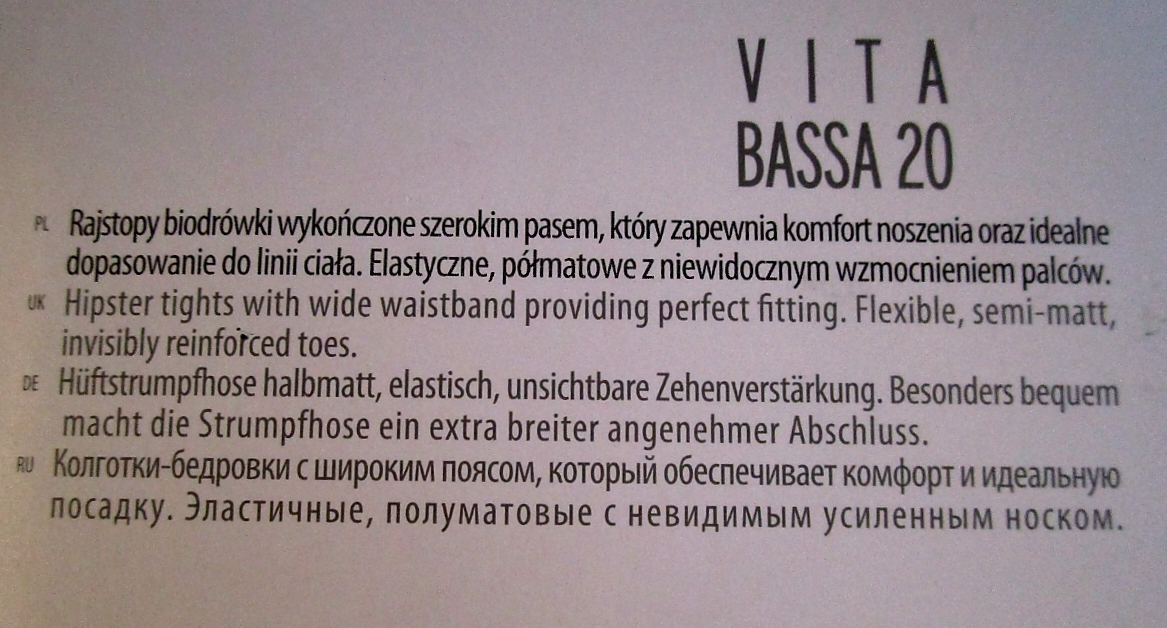 VITA
BASSA 20
PL Rajstopy biodrówki wykończone szerokim pasem, który zapewnia komfort noszenia oraz idealne
dopasowanie do linii ciała. Elastyczne, półmatowe z niewidocznym wzmocnieniem palców.
UK Hipster tights with wide waistband providing perfect fitting. Flexible, semi-matt,
invisibly reinforced toes.
DE Hüftstrumpfhose halbmatt, elastisch, unsichtbare Zehenverstärkung. Besonders bequem
macht die Strumpfhose ein extra breiter angenehmer Abschluss.
RU Колготки-бедровки с широким поясом, который обеспечивает комфорт и идеальную
посадку. Эластичные, полуматовые с невидимым усиленным носком.